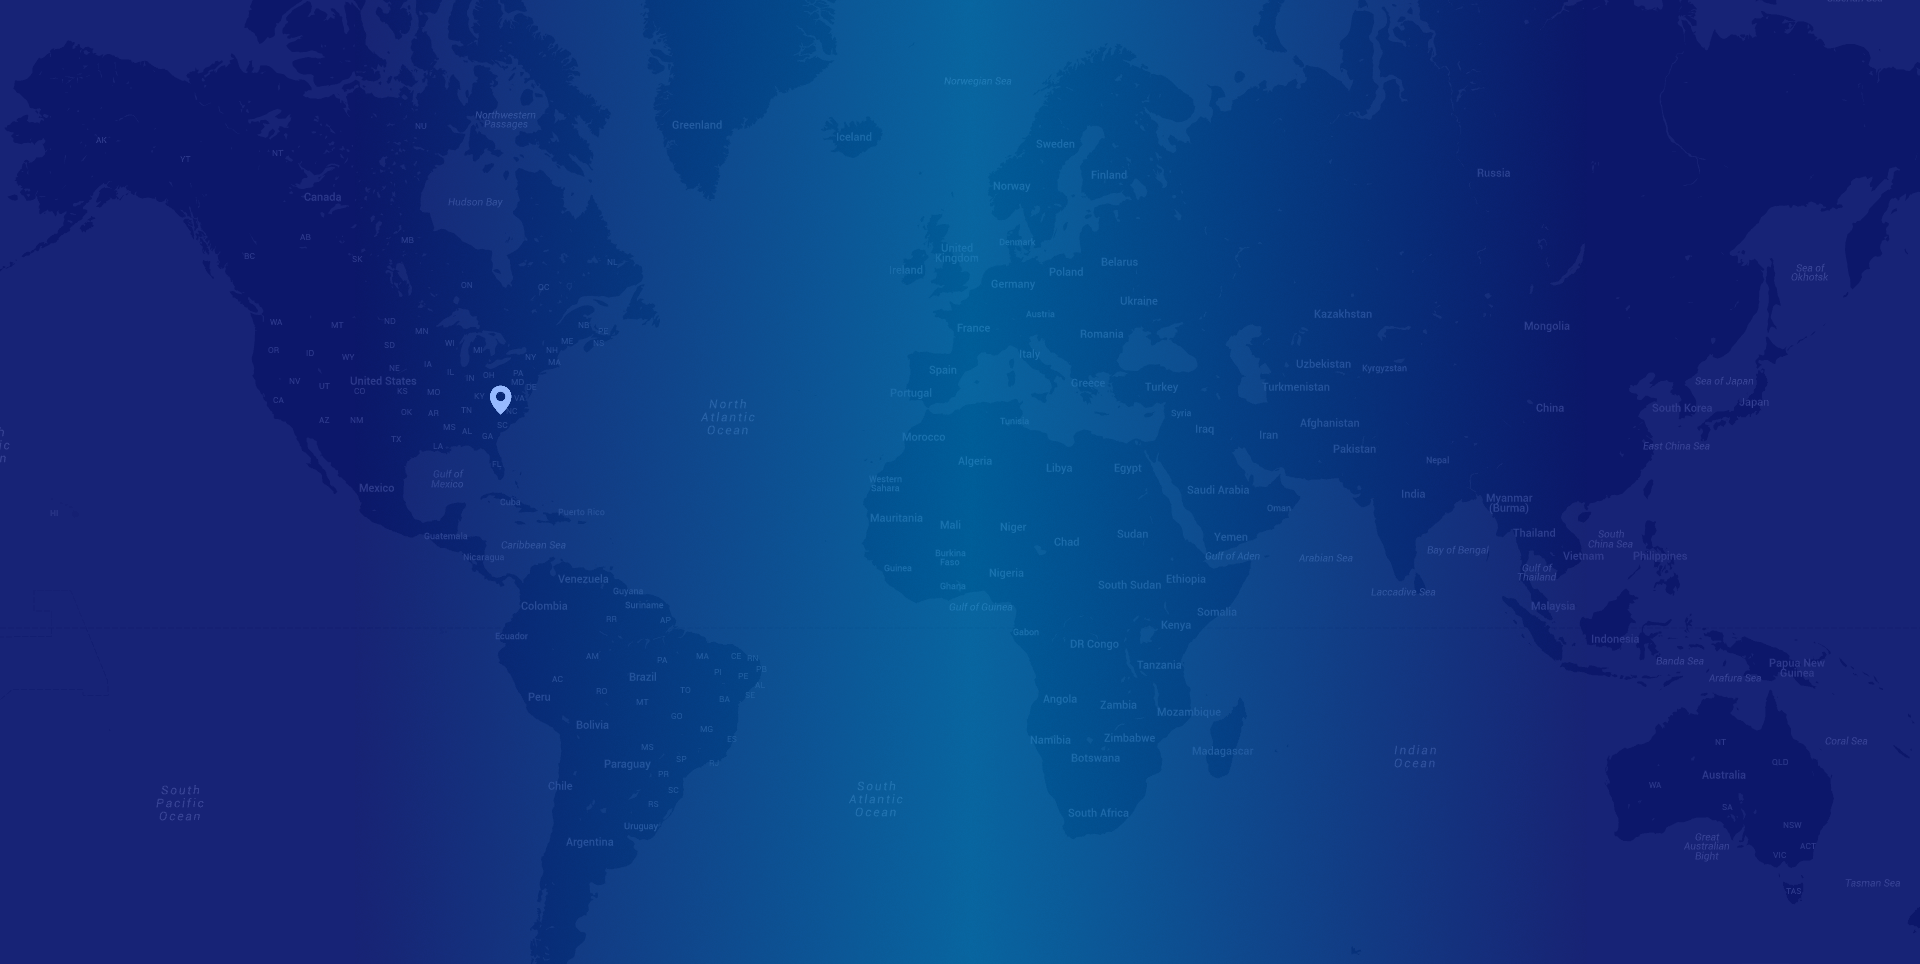 Norwegian Sea
Northwestern
Passages
NU
Greenland
Iceland
AK
NT
YT
Sweden
Finland
Russia
Norway
Canada
Hudson Bay
AB
MB
BC
SK
NL
United
Kingdom
Denmark
Ireland
Belarus
Poland
Sea of
Okhotsk
ON
QC
Germany
Ukraine
Austria
Kazakhstan
WA
MT
ND
MN
NB
PE
NS
France
Romania
Mongolia
OR
ID
WY
SD
WI
MI
NY
NH
ME
MA
Italy
Uzbekistan
Kyrgyzstan
NE
IA
IL
IN
OH
PA
MD
DE
Spain
Portugal
Greece
Turkey
Turkmenistan
Sea of Japan
NV
UT
United States
CO
KS
MO
KY
VA
CA
AZ
NM
OK
AR
TN
NC
North
Atlantic
Ocean
South Korea
Japan
China
Syria
Iraq
Iran
Afghanistan
Tunisia
Pakistan
TX
LA
MS
AL
GA
SC
FL
Morocco
East China Sea
Algeria
Libya
Egypt
Nepal
Gulf of
Mexico
Mexico
Western
Sahara
Saudi Arabia
India
Myanmar
(Burma)
Oman
HI
Cuba
Puerto Rico
Mauritania
Mali
Niger
Chad
Sudan
Yemen
Guatemala
Caribbean Sea
Nicaragua
Burkina
Faso
Gulf of Aden
Arabian Sea
Bay of Bengal
Thailand
South
China Sea
Vietnam
Philippines
Gulf of
Thailand
Guinea
Ghana
Nigeria
South Sudan
Ethiopia
Venezuela
Guyana
Suriname
Colombia
Gulf of Guinea
Somalia
Laccadive Sea
Malaysia
RR
AP
Ecuador
Gabon
Kenya
DR Congo
Indonesia
AM
PA
MA
CE
RN
PB
PI
PE
AL
SE
Tanzania
Banda Sea
Papua New
Guinea
Arafura Sea
AC
RO
Brazil
TO
BA
MT
Peru
Angola
Zambia
Mozambique
GO
Bolivia
MG
ES
Namibia
Zimbabwe
Botswana
Madagascar
Indian
Ocean
NT
Coral Sea
MS
SP
RJ
Paraguay
PR
SC
RS
Chile
QLD
Australia
WA
SA
NSW
South
Pacific
Ocean
South
Atlantic
Ocean
South Africa
Uruguay
Argentina
Great
Australian
Bight
ACT
VIC
TAS
Tasman Sea